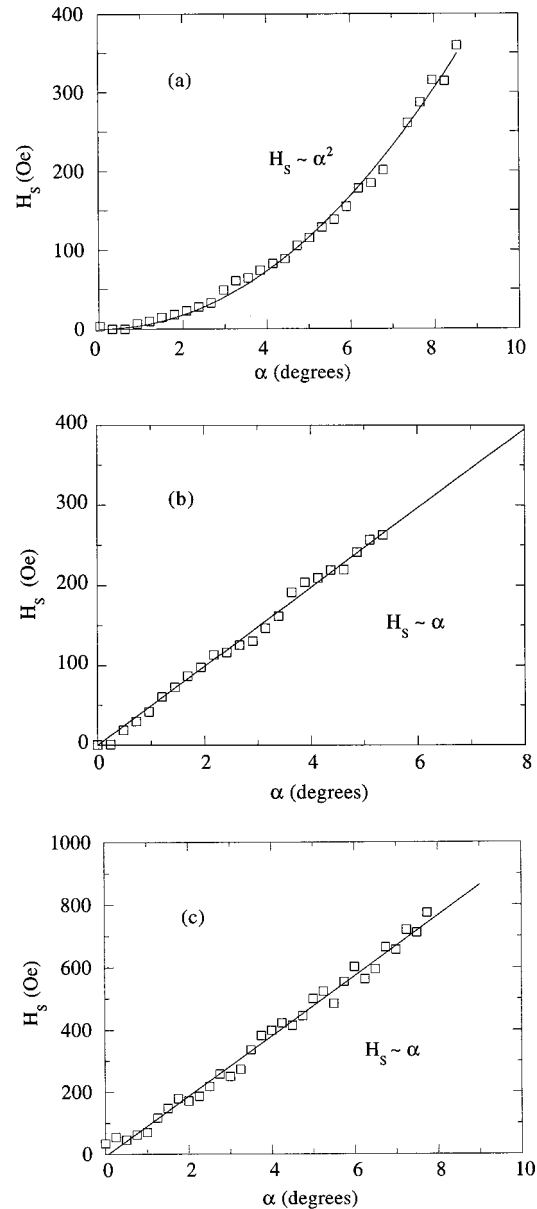 400
(a)
300
H_s ~ α²
200
H_s (Oe)
100
0
0 2 4 6 8 10
α (degrees)
400
(b)
300
200
H_s (Oe)
H_s ~ α
100
0
0 2 4 6 8
α (degrees)
1000
(c)
800
600
H_s (Oe)
400
H_s ~ α
200
0
0 2 4 6 8 10
α (degrees)